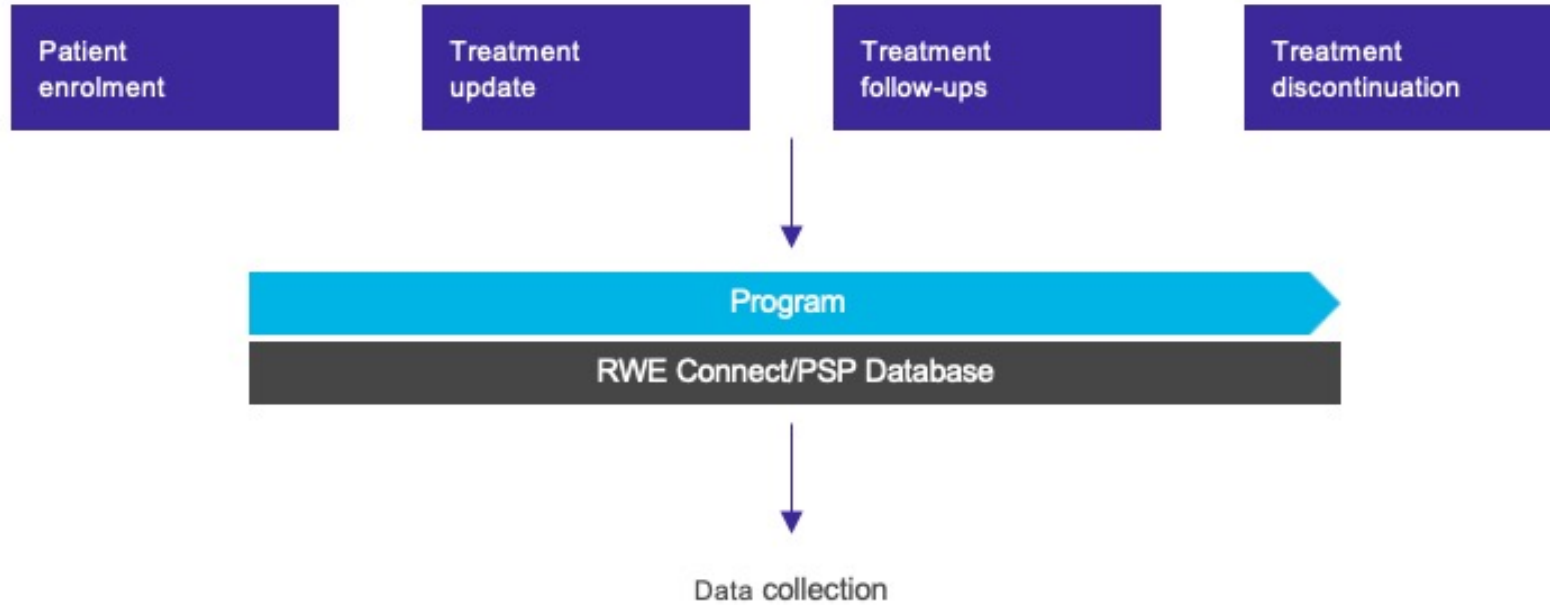 Patient
enrolment
Treatment
update
Treatment
follow-ups
Treatment
discontinuation
Program
RWE Connect/PSP Database
Data collection